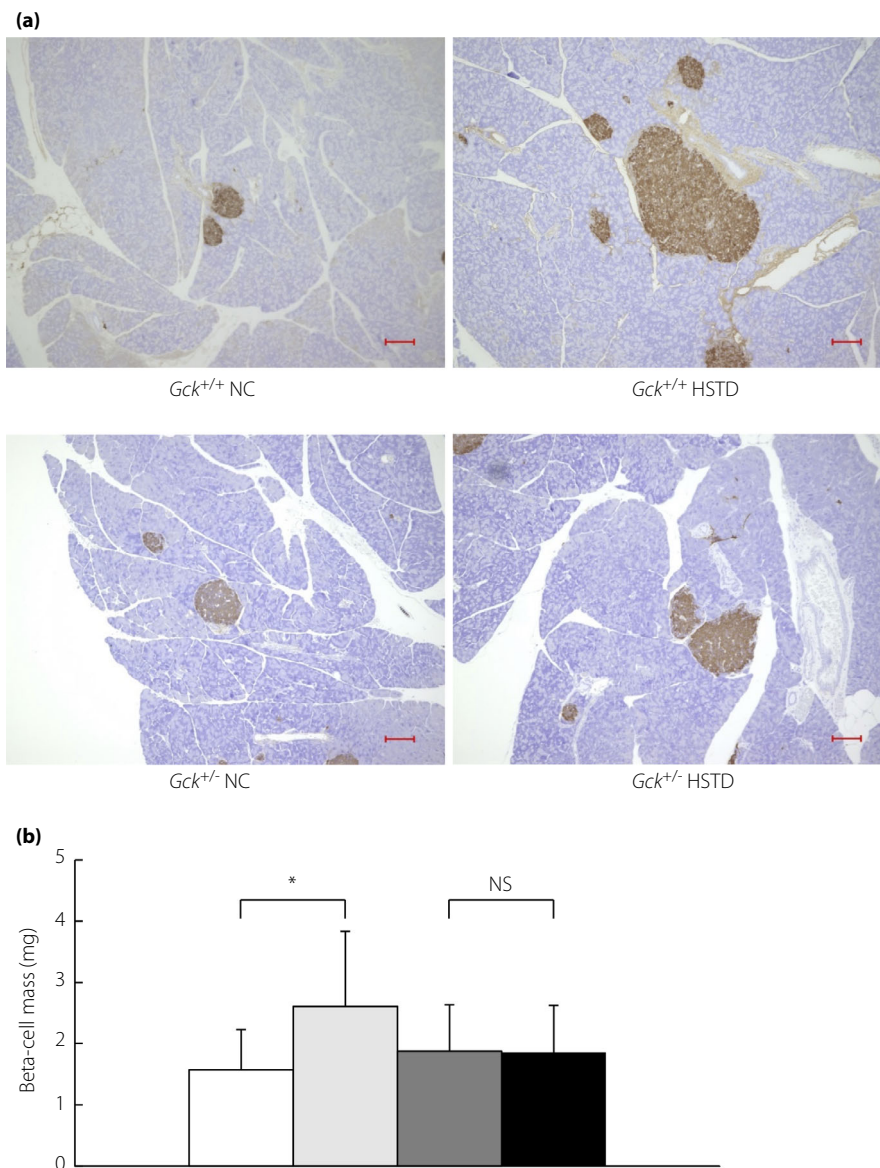 (a)
Gck+/+ NC
Gck+/+ HSTD
Gck+/- NC
Gck+/- HSTD
(b)
5
4
3
2
1
0
Beta-cell mass (mg)
*
NS